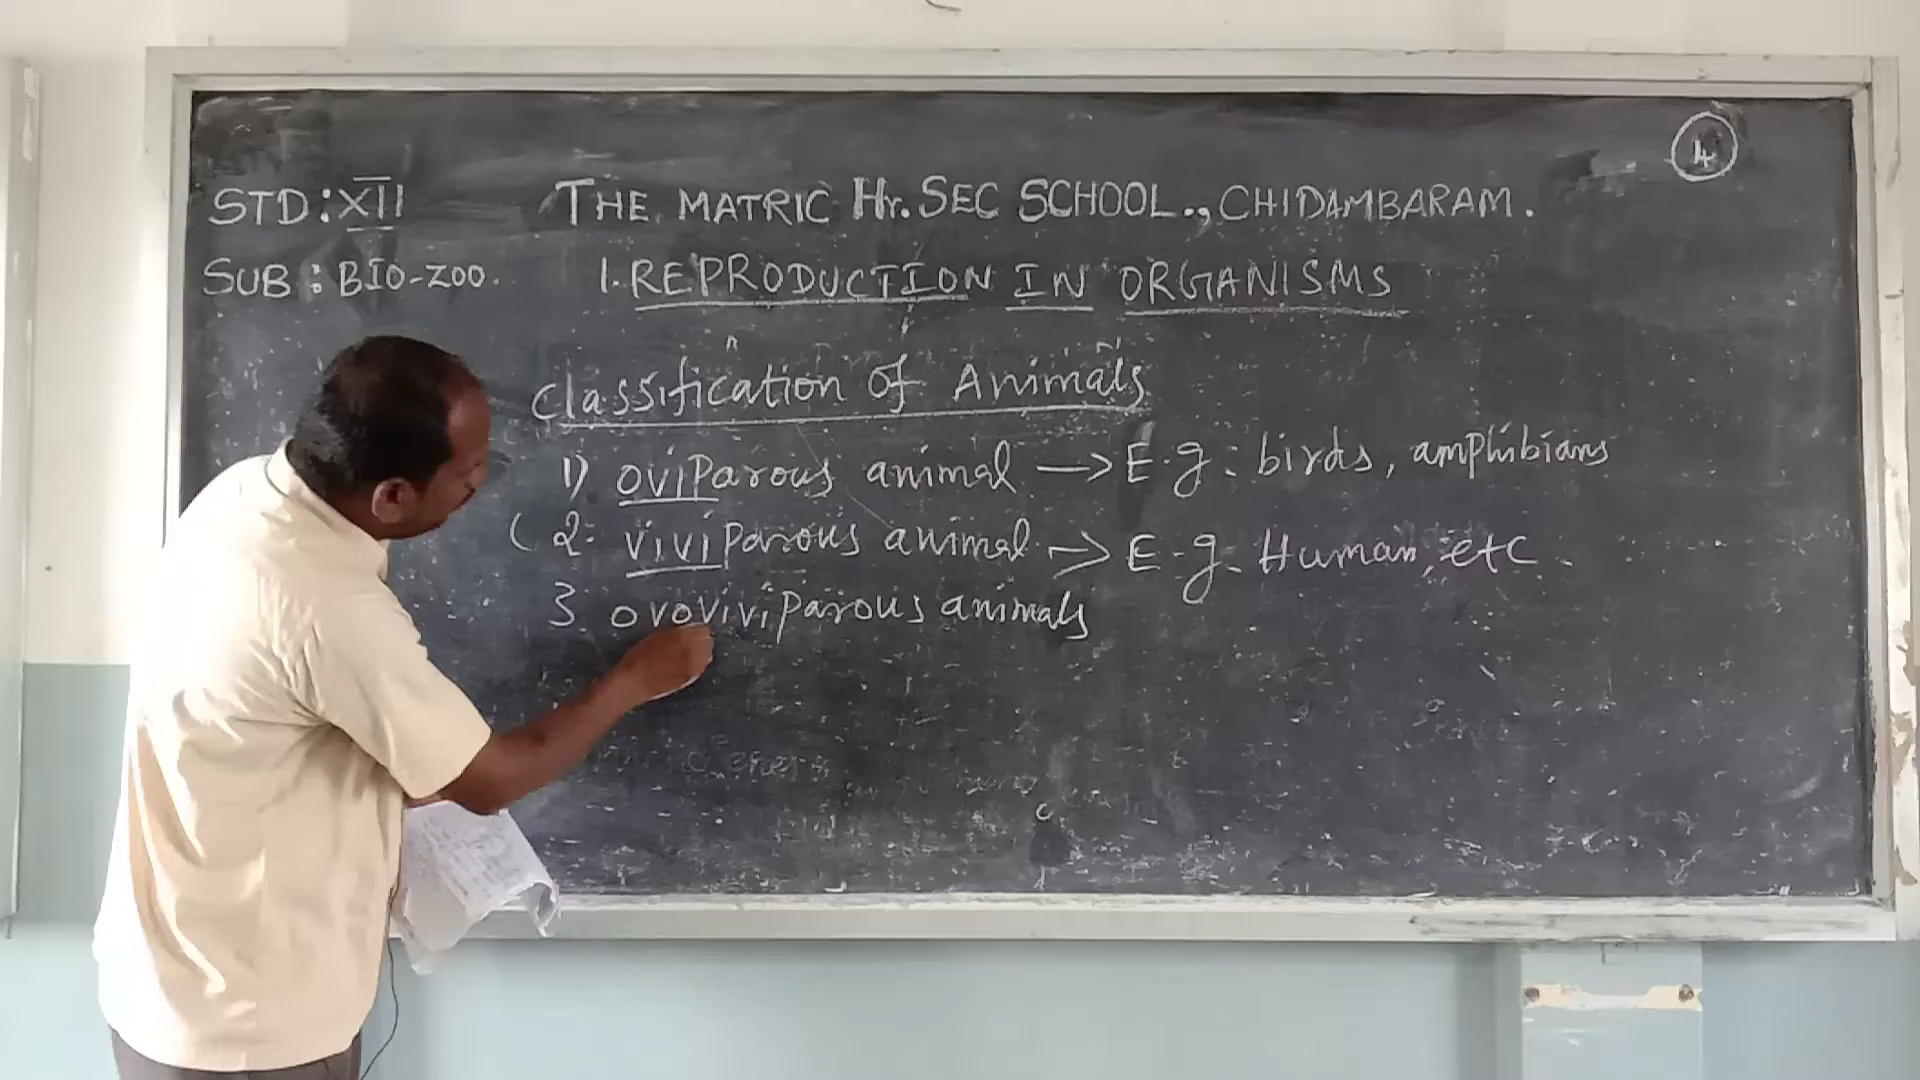 4
STD : XII THE MATRIC Hr. SEC SCHOOL., CHIDAMBARAM.
SUB : BIO-ZOO. 1. REPRODUCTION IN ORGANISMS
Classification of Animals
1) oviparous animal → E.g: birds, amphibians
( 2. viviparous animal → E.g. Human, etc.
3. ovoviviparous animals